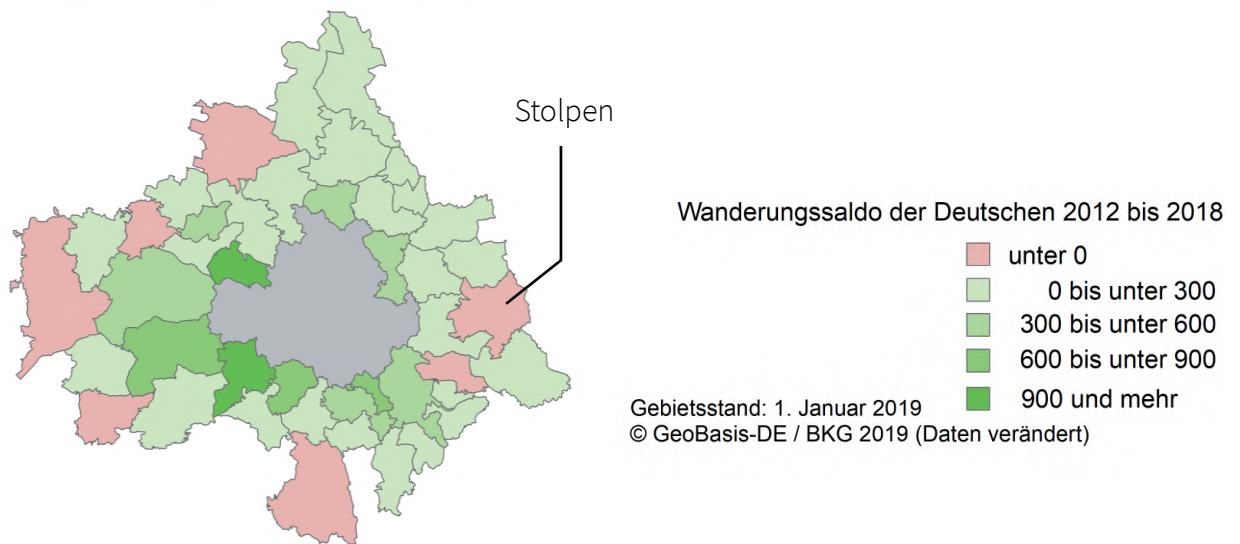 Stolpen
Wanderungssaldo der Deutschen 2012 bis 2018
unter 0
0 bis unter 300
300 bis unter 600
600 bis unter 900
900 und mehr
Gebietsstand: 1. Januar 2019
© GeoBasis-DE / BKG 2019 (Daten verändert)